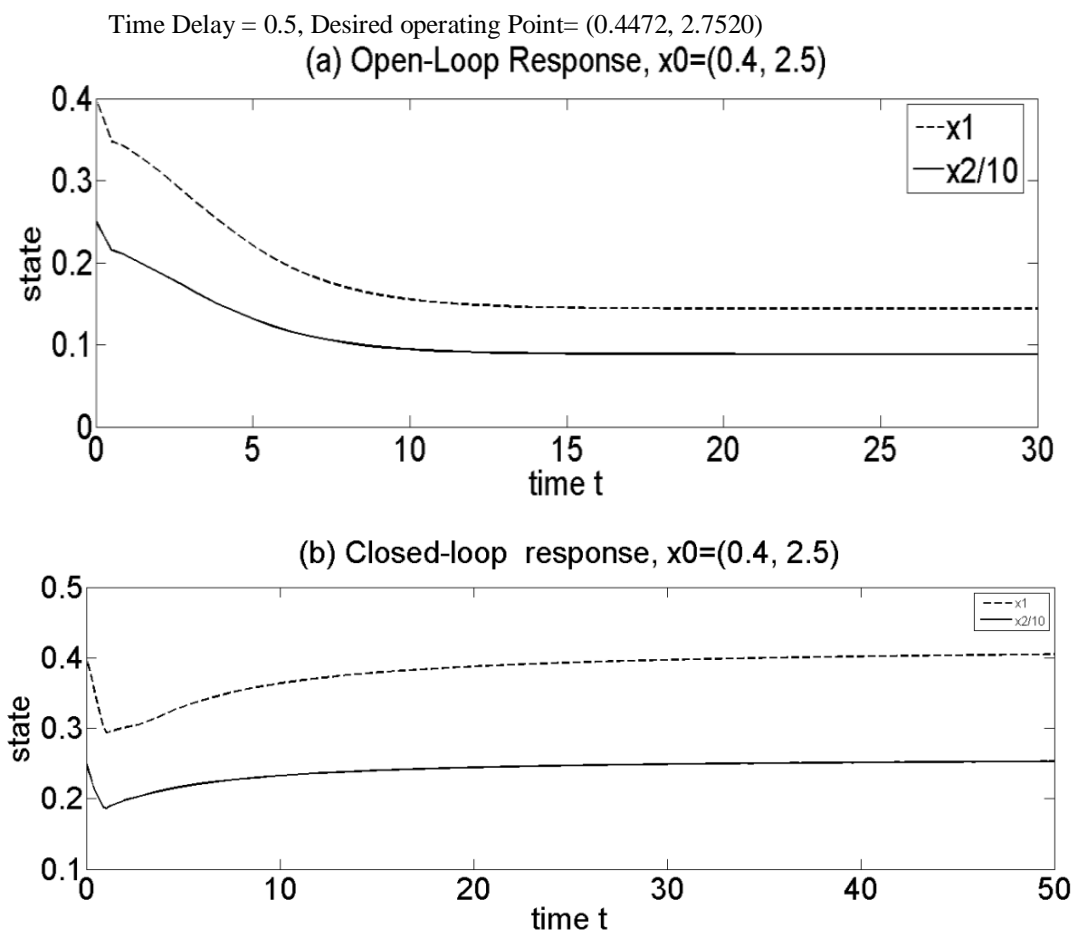 Time Delay = 0.5, Desired operating Point= (0.4472, 2.7520)
(a) Open-Loop Response, x0=(0.4, 2.5)
0.4
0.3
0.2
0.1
0
state
x1
x2/10
0 5 10 15 20 25 30
time t
(b) Closed-loop response, x0=(0.4, 2.5)
0.5
0.4
0.3
0.2
0.1
state
x1
x2/10
0 10 20 30 40 50
time t